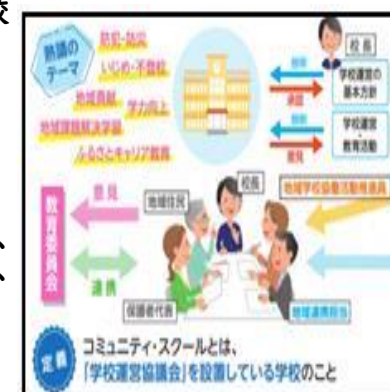 校
熟議の
テーマ
防犯・防災
いじめ・不登校
地域貢献
学力向上
地域課題解決学習
ふるさとキャリア教育
校長
学校運営の
基本方針
承認
学校運営
・
教育活動
意見
教育委員会
意見
連携
地域住民
校長
地域学校協働活動推進員
保護者代表
地域連携担当
定義
コミュニティ・スクールとは、
「学校運営協議会」を設置している学校のこと
、
、